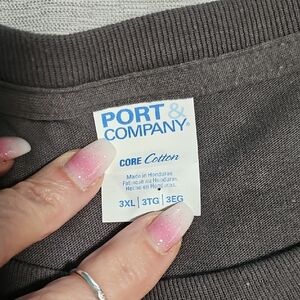 PORT &
COMPANY®
CORE Cotton
Made in Honduras
Fabriqué au Honduras
Hecho en Honduras
3XL | 3TG | 3EG